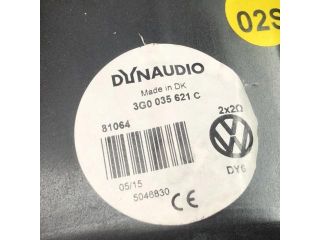 02S
DYNAUDIO
Made in DK
3G0 035 621 C
81064
2x2Ω
DY6
05/15
5046830
CE